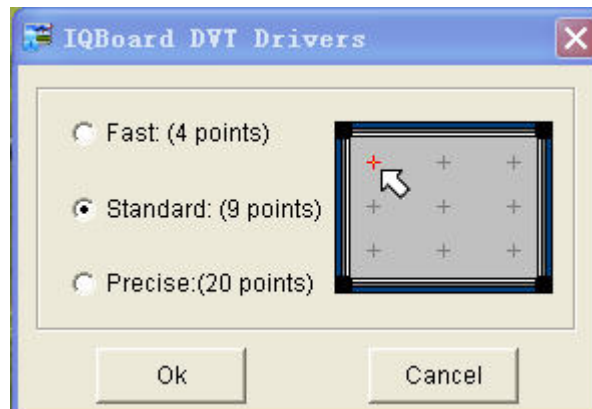 IQBoard DVT Drivers
Fast: (4 points)
Standard: (9 points)
Precise:(20 points)
Ok
Cancel